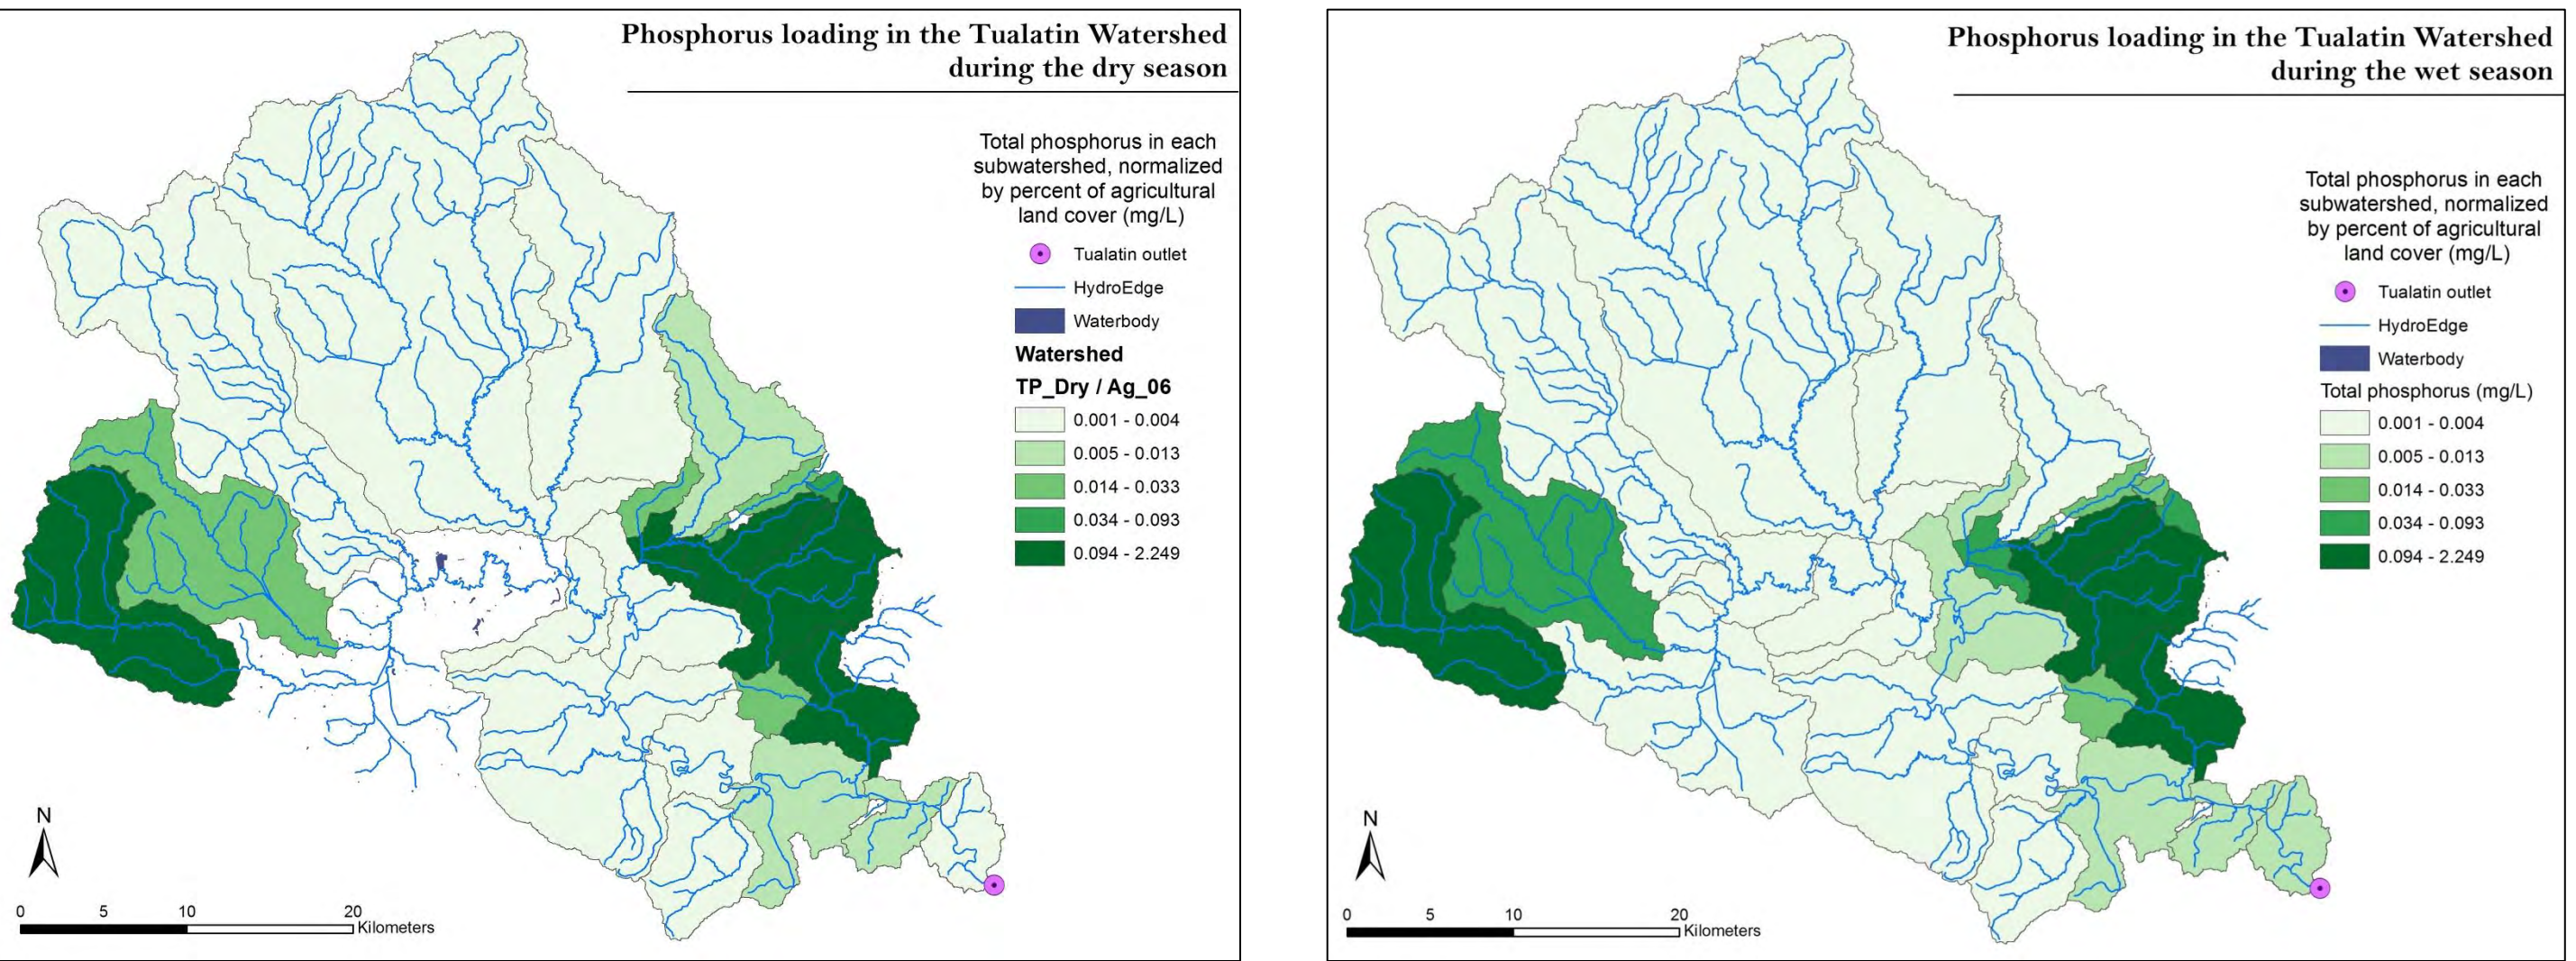 Phosphorus loading in the Tualatin Watershed
during the dry season
Total phosphorus in each
subwatershed, normalized
by percent of agricultural
land cover (mg/L)
Tualatin outlet
HydroEdge
Waterbody
Watershed
TP_Dry / Ag_06
0.001 - 0.004
0.005 - 0.013
0.014 - 0.033
0.034 - 0.093
0.094 - 2.249
N
0 5 10 20
Kilometers
Phosphorus loading in the Tualatin Watershed
during the wet season
Total phosphorus in each
subwatershed, normalized
by percent of agricultural
land cover (mg/L)
Tualatin outlet
HydroEdge
Waterbody
Total phosphorus (mg/L)
0.001 - 0.004
0.005 - 0.013
0.014 - 0.033
0.034 - 0.093
0.094 - 2.249
N
0 5 10 20
Kilometers